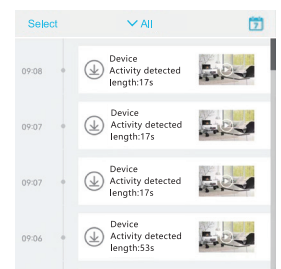 Select
All
7
09:08
Device
Activity detected
length:17s
09:07
Device
Activity detected
length:17s
09:07
Device
Activity detected
length:17s
09:06
Device
Activity detected
length:53s